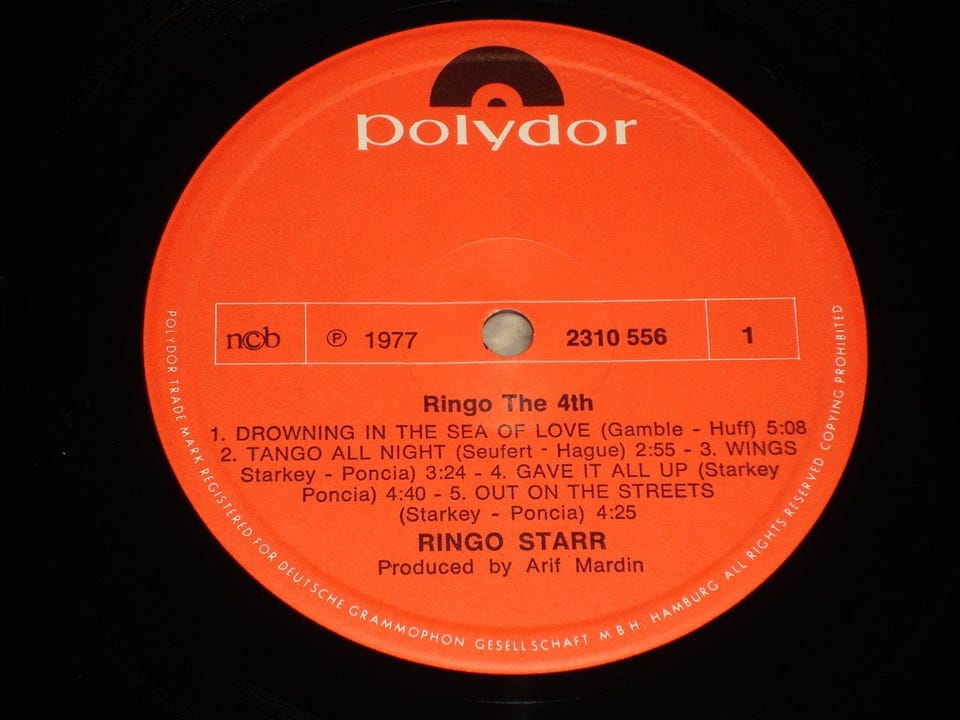 polydor
n©b ℗ 1977 2310 556 1
Ringo The 4th
1. DROWNING IN THE SEA OF LOVE (Gamble - Huff) 5:08
2. TANGO ALL NIGHT (Seufert - Hague) 2:55 - 3. WINGS
Starkey - Poncia) 3:24 - 4. GAVE IT ALL UP (Starkey
Poncia) 4:40 - 5. OUT ON THE STREETS
(Starkey - Poncia) 4:25
RINGO STARR
Produced by Arif Mardin
POLYDOR TRADE MARK REGISTERED FOR DEUTSCHE GRAMMOPHON GESELLSCHAFT M B H. HAMBURG ALL RIGHTS RESERVED COPYING PROHIBITED